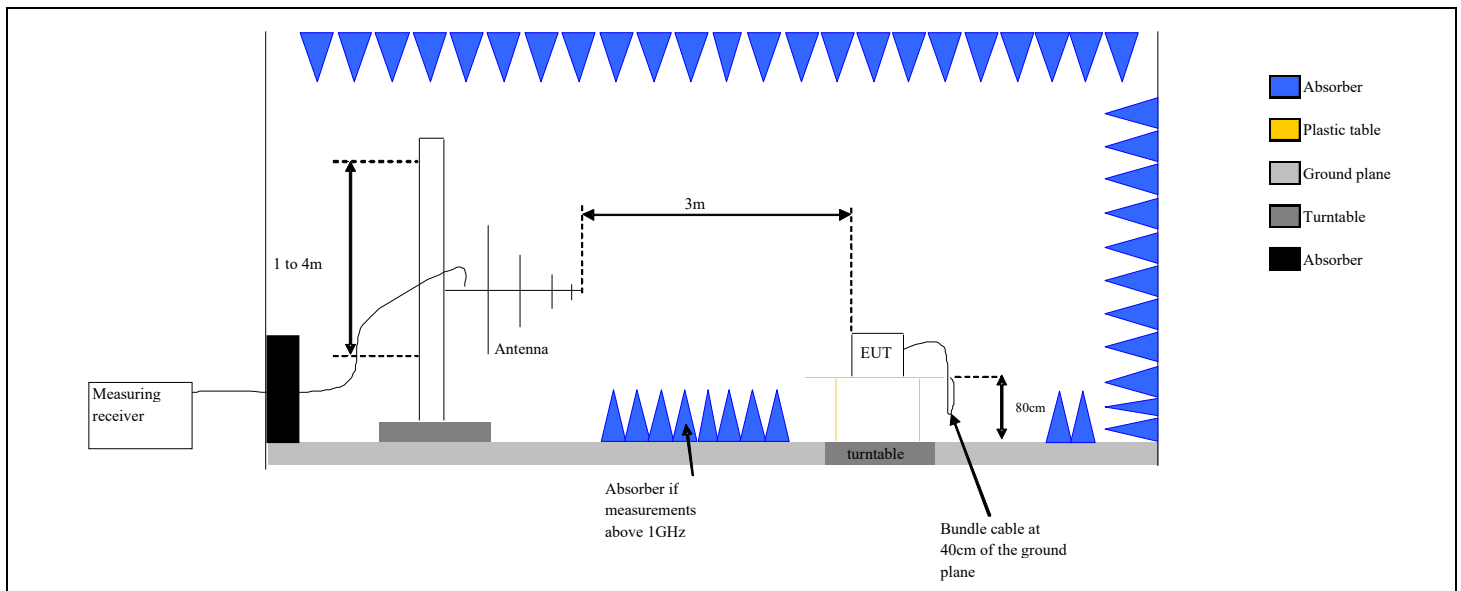 Absorber
Plastic table
Ground plane
Turntable
Absorber
3m
1 to 4m
Antenna
EUT
Measuring
receiver
80cm
turntable
Absorber if
measurements
above 1GHz
Bundle cable at
40cm of the ground
plane